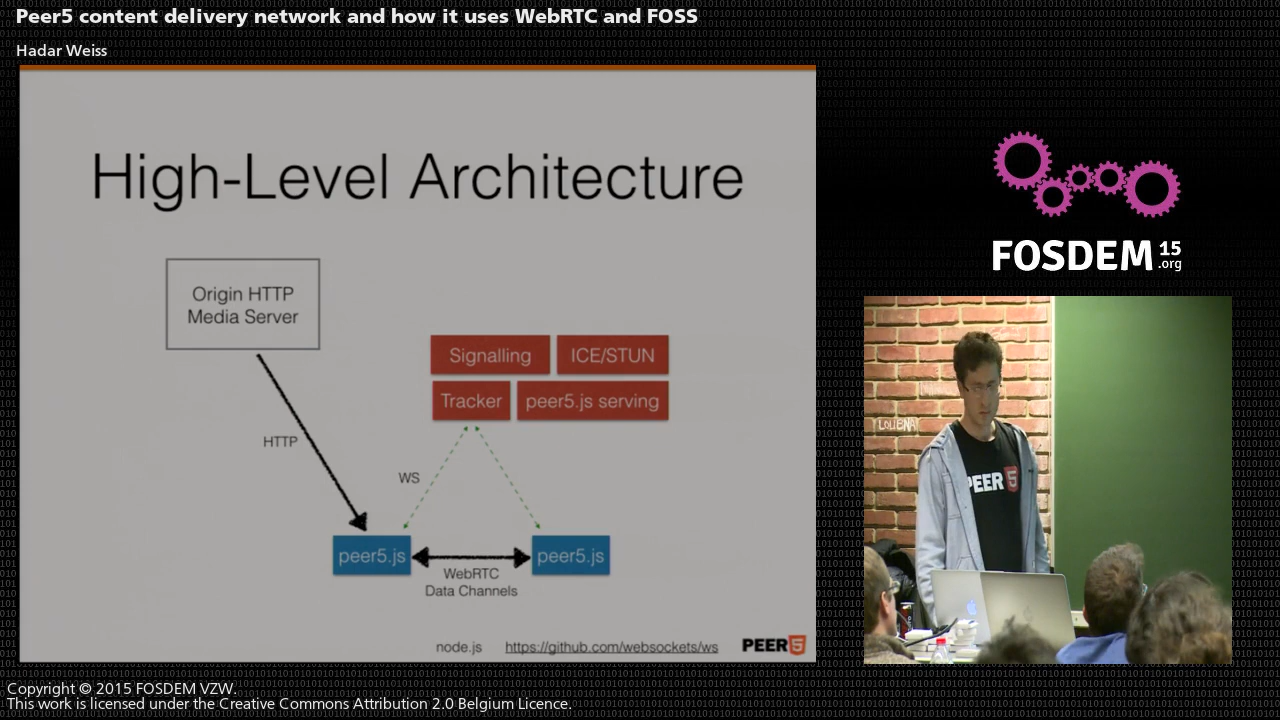 Peer5 content delivery network and how it uses WebRTC and FOSS
Hadar Weiss
High-Level Architecture
Origin HTTP
Media Server
Signalling
ICE/STUN
Tracker
peer5.js serving
HTTP
WS
peer5.js
peer5.js
WebRTC
Data Channels
node.js
https://github.com/websockets/ws
PEER5
FOSDEM 15
.org
PEER 5
Copyright © 2015 FOSDEM VZW.
This work is licensed under the Creative Commons Attribution 2.0 Belgium Licence.